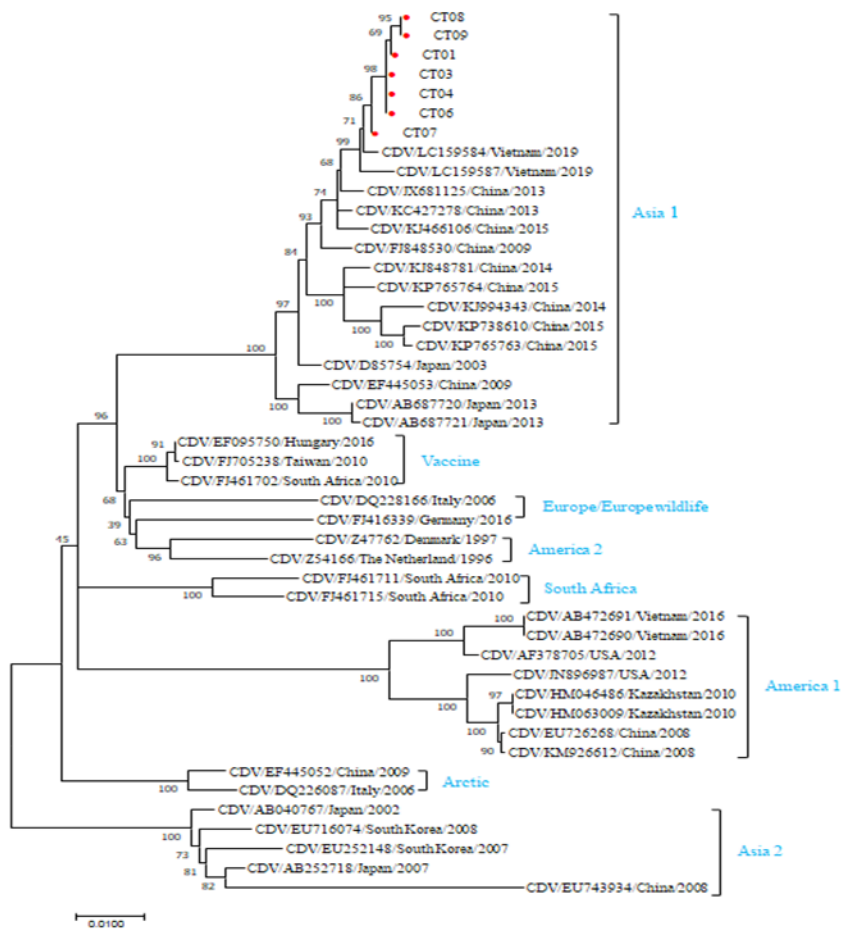 95
CT08
69
CT09
CT01
98
CT03
86
CT04
71
CT06
99
CT07
CDV/LC159584/Vietnam/2019
68
CDV/LC159587/Vietnam/2019
74
CDV/JX681125/China/2013
93
CDV/KC427278/China/2013
Asia 1
84
CDV/KJ466106/China/2015
CDV/FJ848530/China/2009
CDV/KJ848781/China/2014
97
CDV/KP765764/China/2015
100
CDV/KJ994343/China/2014
100
CDV/KP738610/China/2015
100
CDV/KP765763/China/2015
100
CDV/D85754/Japan/2003
CDV/EF445053/China/2009
100
CDV/AB687720/Japan/2013
100
CDV/AB687721/Japan/2013
96
91
CDV/EF095750/Hungary/2016
100
CDV/FJ705238/Taiwan/2010
Vaccine
CDV/FJ461702/South Africa/2010
68
CDV/DQ228166/Italy/2006
Europe/Europewildlife
39
CDV/FJ416339/Germany/2016
63
CDV/Z47762/Denmark/1997
America 2
45
96
CDV/Z54166/The Netherland/1996
CDV/FJ461711/South Africa/2010
South Africa
100
CDV/FJ461715/South Africa/2010
100
CDV/AB472691/Vietnam/2016
CDV/AB472690/Vietnam/2016
100
CDV/AF378705/USA/2012
100
CDV/JN896987/USA/2012
America 1
97
CDV/HM046486/Kazakhstan/2010
100
CDV/HM063009/Kazakhstan/2010
100
CDV/EU726268/China/2008
90
CDV/KM926612/China/2008
CDV/EF445052/China/2009
Arctic
100
CDV/DQ226087/Italy/2006
CDV/AB040767/Japan/2002
100
CDV/EU716074/SouthKorea/2008
73
CDV/EU252148/SouthKorea/2007
Asia 2
81
CDV/AB252718/Japan/2007
82
CDV/EU743934/China/2008
0.0100